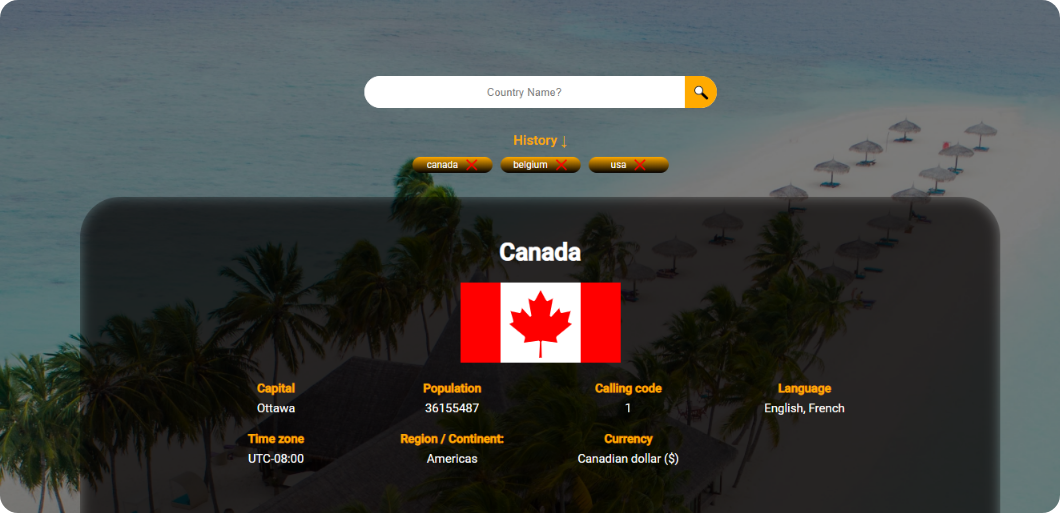 Country Name?
History ↓
canada belgium usa
Canada
Capital Population Calling code Language
Ottawa 36155487 1 English, French
Time zone Region / Continent: Currency
UTC-08:00 Americas Canadian dollar ($)